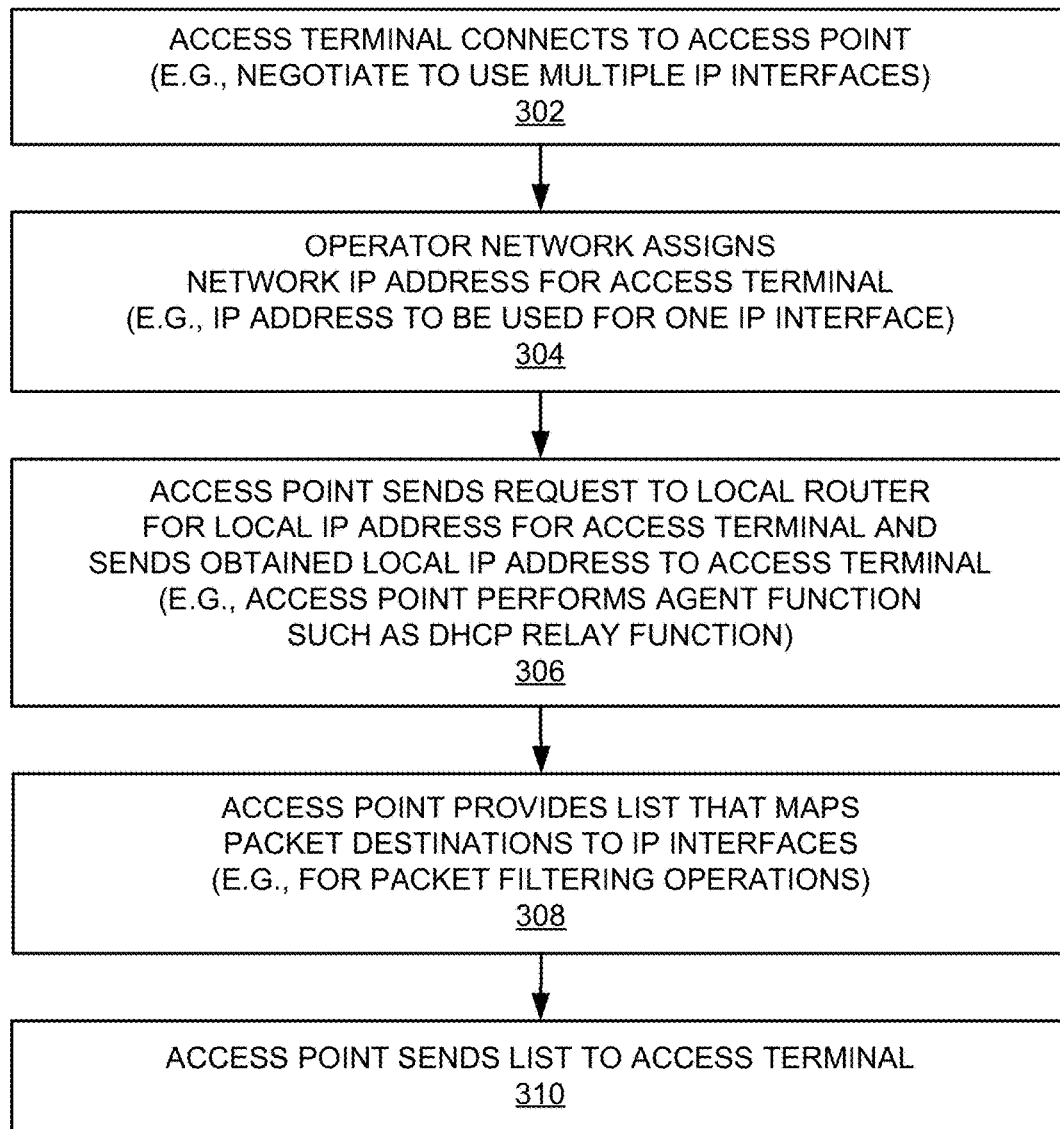 ACCESS TERMINAL CONNECTS TO ACCESS POINT
(E.G., NEGOTIATE TO USE MULTIPLE IP INTERFACES)
302
OPERATOR NETWORK ASSIGNS
NETWORK IP ADDRESS FOR ACCESS TERMINAL
(E.G., IP ADDRESS TO BE USED FOR ONE IP INTERFACE)
304
ACCESS POINT SENDS REQUEST TO LOCAL ROUTER
FOR LOCAL IP ADDRESS FOR ACCESS TERMINAL AND
SENDS OBTAINED LOCAL IP ADDRESS TO ACCESS TERMINAL
(E.G., ACCESS POINT PERFORMS AGENT FUNCTION
SUCH AS DHCP RELAY FUNCTION)
306
ACCESS POINT PROVIDES LIST THAT MAPS
PACKET DESTINATIONS TO IP INTERFACES
(E.G., FOR PACKET FILTERING OPERATIONS)
308
ACCESS POINT SENDS LIST TO ACCESS TERMINAL
310